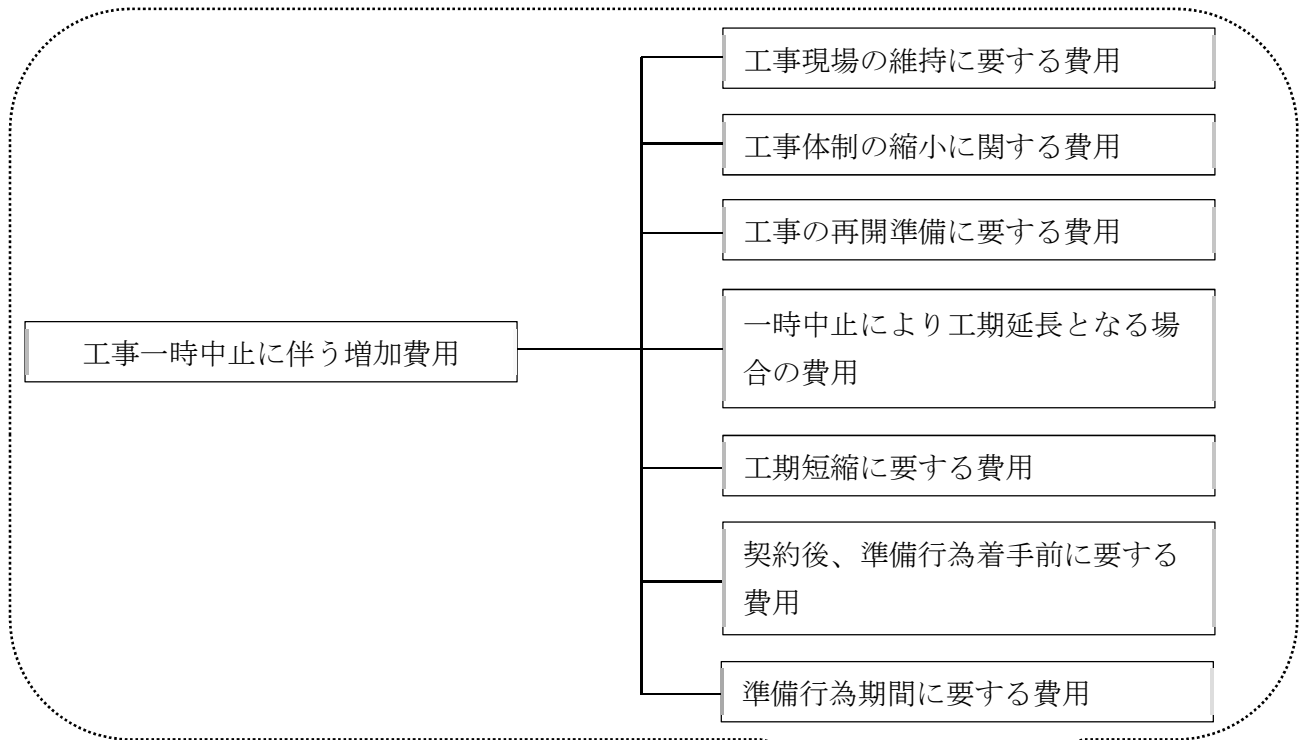 工事現場の維持に要する費用
工事体制の縮小に関する費用
工事の再開準備に要する費用
工事一時中止に伴う増加費用
一時中止により工期延長となる場
合の費用
工期短縮に要する費用
契約後、準備行為着手前に要する
費用
準備行為期間に要する費用